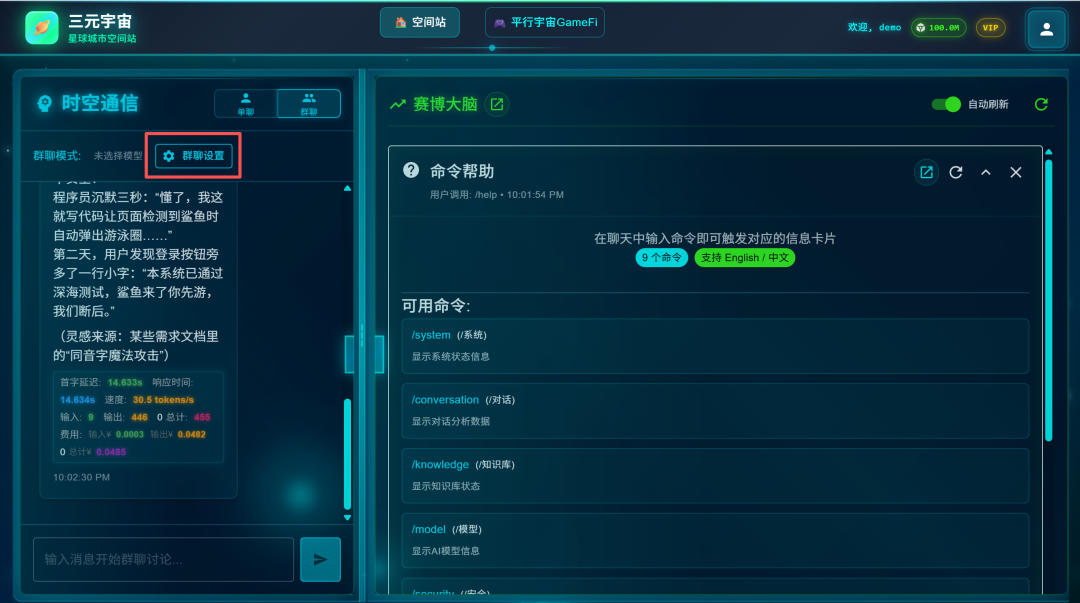 三元宇宙
星球城市空间站
空间站
平行宇宙GameFi
欢迎, demo
100.0M
VIP
时空通信
单聊
群聊
群聊模式:
未选择模型
群聊设置
程序员沉默三秒：“懂了，我这
就写代码让页面检测到鲨鱼时
自动弹出游泳圈……”
第二天，用户发现登录按钮旁
多了一行小字：“本系统已通过
深海测试，鲨鱼来了你先游，
我们断后。”
（灵感来源：某些需求文档里
的“同音字魔法攻击”）
首字延迟: 14.633s 响应时间:
14.634s 速度: 30.5 tokens/s
输入: 9 输出: 446 0 总计: 455
费用: 输入¥ 0.0003 输出¥ 0.0482
0 总计¥ 0.0485
10:02:30 PM
输入消息开始群聊讨论...
赛博大脑
自动刷新
命令帮助
用户调用: /help • 10:01:54 PM
在聊天中输入命令即可触发对应的信息卡片
9 个命令
支持 English / 中文
可用命令:
/system (/系统)
显示系统状态信息
/conversation (/对话)
显示对话分析数据
/knowledge (/知识库)
显示知识库状态
/model (/模型)
显示AI模型信息
/security (/安全)